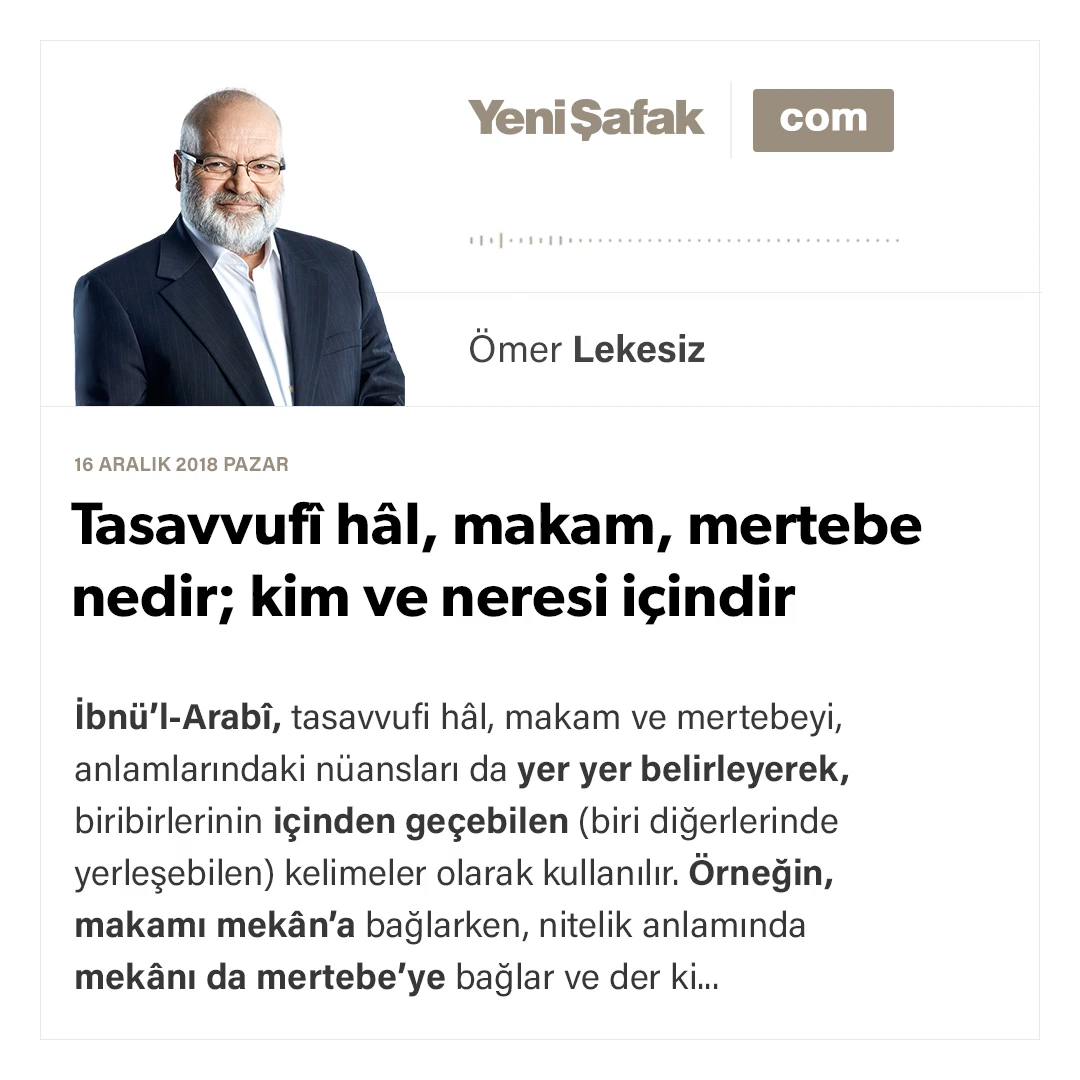 YeniŞafak com
Ömer Lekesiz
16 ARALIK 2018 PAZAR
Tasavvufî hâl, makam, mertebe
nedir; kim ve neresi içindir
İbnü’l-Arabî, tasavvufi hâl, makam ve mertebeyi,
anlamlarındaki nüansları da yer yer belirleyerek,
biribirlerinin içinden geçebilen (biri diğerlerinde
yerleşebilen) kelimeler olarak kullanılır. Örneğin,
makamı mekân’a bağlarken, nitelik anlamında
mekânı da mertebe’ye bağlar ve der ki...